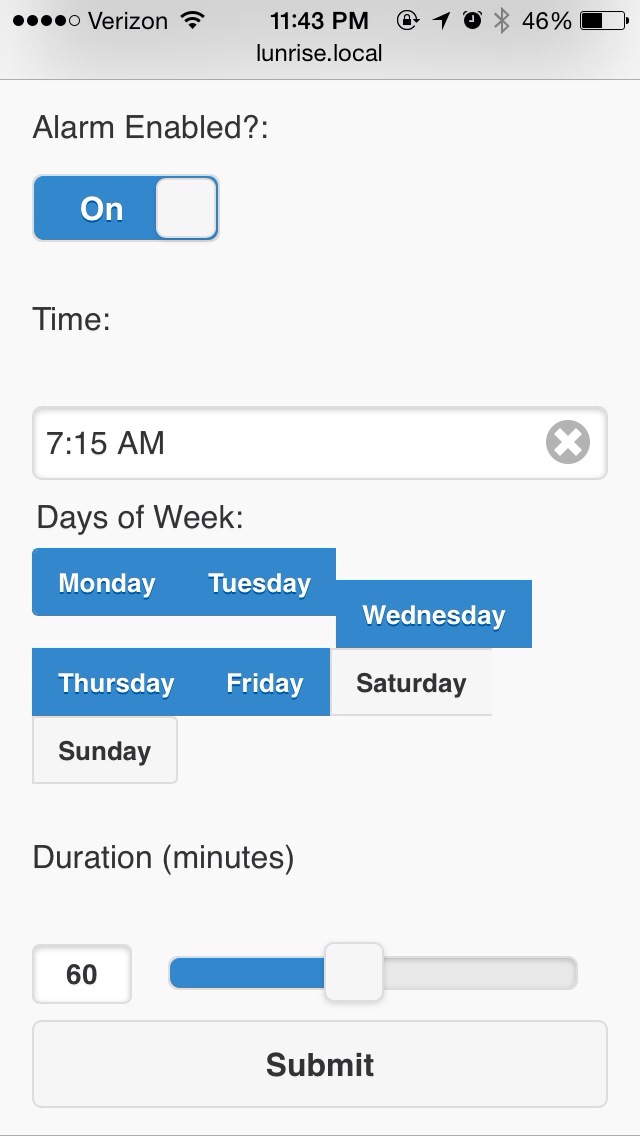 Verizon 11:43 PM 46%
lunrise.local
Alarm Enabled?:
On
Time:
7:15 AM
Days of Week:
Monday Tuesday
Wednesday
Thursday Friday Saturday
Sunday
Duration (minutes)
60
Submit